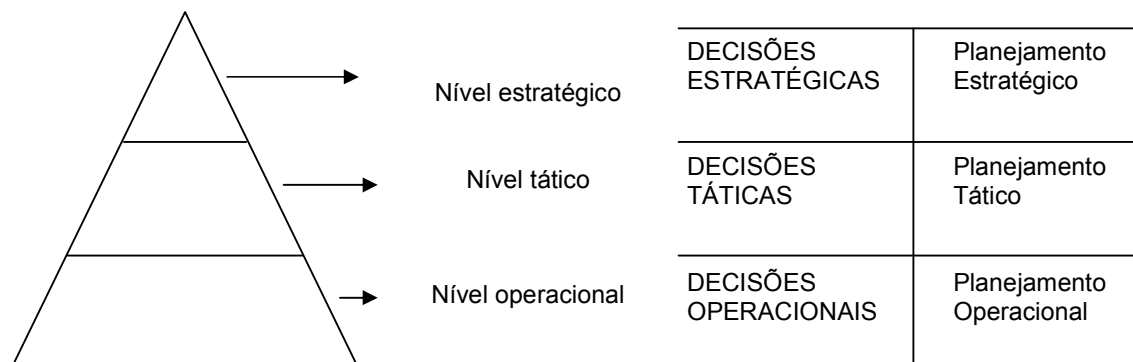 Nível estratégico
DECISÕES
ESTRATÉGICAS
Planejamento
Estratégico
Nível tático
DECISÕES
TÁTICAS
Planejamento
Tático
Nível operacional
DECISÕES
OPERACIONAIS
Planejamento
Operacional